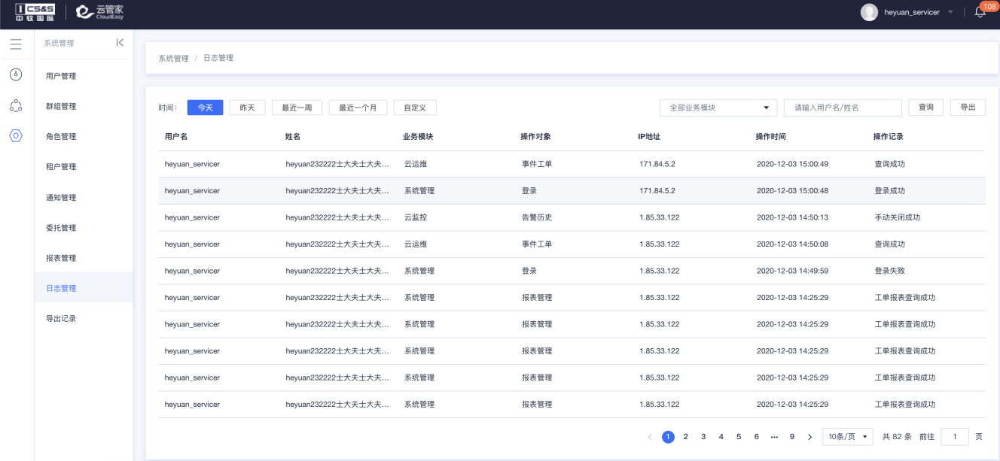 CS&S
中软国际
云管家
CloudEasy
heyuan_servicer
108
系统管理
用户管理
群组管理
角色管理
租户管理
通知管理
委托管理
报表管理
日志管理
导出记录
系统管理 / 日志管理
时间: 今天 昨天 最近一周 最近一个月 自定义 全部业务模块 请输入用户名/姓名 查询 导出
用户名 姓名 业务模块 操作对象 IP地址 操作时间 操作记录
heyuan_servicer heyuan232222士大夫士大夫... 云运维 事件工单 171.84.5.2 2020-12-03 15:00:49 查询成功
heyuan_servicer heyuan232222士大夫士大夫... 系统管理 登录 171.84.5.2 2020-12-03 15:00:48 登录成功
heyuan_servicer heyuan232222士大夫士大夫... 云监控 告警历史 1.85.33.122 2020-12-03 14:50:13 手动关闭成功
heyuan_servicer heyuan232222士大夫士大夫... 云运维 事件工单 1.85.33.122 2020-12-03 14:50:08 查询成功
heyuan_servicer heyuan232222士大夫士大夫... 系统管理 登录 1.85.33.122 2020-12-03 14:49:59 登录失败
heyuan_servicer heyuan232222士大夫士大夫... 系统管理 报表管理 1.85.33.122 2020-12-03 14:25:29 工单报表查询成功
heyuan_servicer heyuan232222士大夫士大夫... 系统管理 报表管理 1.85.33.122 2020-12-03 14:25:29 工单报表查询成功
heyuan_servicer heyuan232222士大夫士大夫... 系统管理 报表管理 1.85.33.122 2020-12-03 14:25:29 工单报表查询成功
heyuan_servicer heyuan232222士大夫士大夫... 系统管理 报表管理 1.85.33.122 2020-12-03 14:25:29 工单报表查询成功
heyuan_servicer heyuan232222士大夫士大夫... 系统管理 报表管理 1.85.33.122 2020-12-03 14:25:29 工单报表查询成功
1 2 3 4 5 6 ... 9 10条/页 共 82 条 前往 1 页